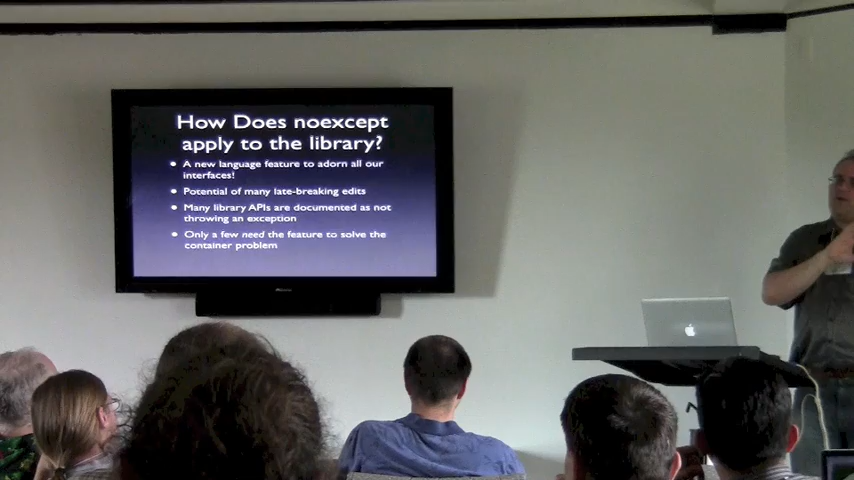 How Does noexcept
apply to the library?
• A new language feature to adorn all our
interfaces!
• Potential of many late-breaking edits
• Many library APIs are documented as not
throwing an exception
• Only a few need the feature to solve the
container problem